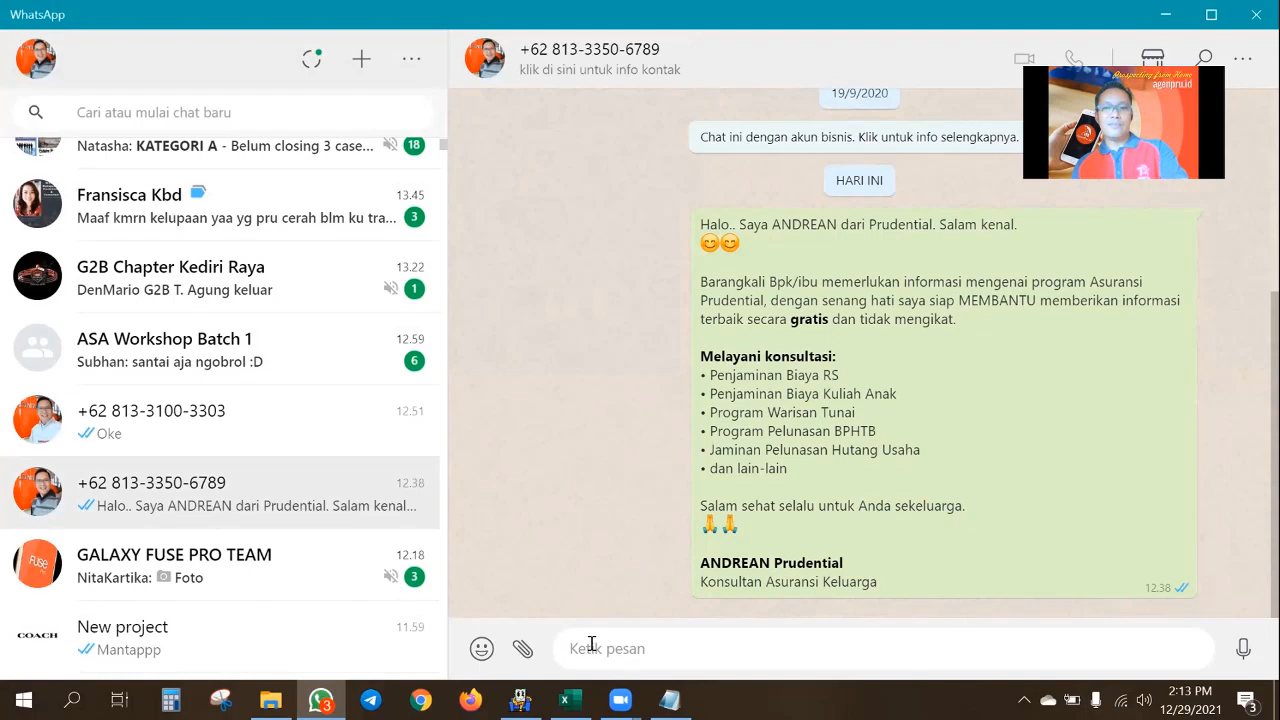 WhatsApp
Cari atau mulai chat baru
Natasha: KATEGORI A - Belum closing 3 case...
18
Fransisca Kbd
13.45
Maaf kmrn kelupaan yaa yg pru cerah blm ku tra...
3
G2B Chapter Kediri Raya
13.22
DenMario G2B T. Agung keluar
1
ASA Workshop Batch 1
12.59
Subhan: santai aja ngobrol :D
6
+62 813-3100-3303
12.51
Oke
+62 813-3350-6789
12.38
Halo.. Saya ANDREAN dari Prudential. Salam kenal...
GALAXY FUSE PRO TEAM
12.18
NitaKartika: Foto
3
New project
11.59
Mantappp
COACH
FUSE
+62 813-3350-6789
klik di sini untuk info kontak
Prospecting from Home
agenpru.id
19/9/2020
Chat ini dengan akun bisnis. Klik untuk info selengkapnya.
HARI INI
Halo.. Saya ANDREAN dari Prudential. Salam kenal.
😊😊
Barangkali Bpk/ibu memerlukan informasi mengenai program Asuransi
Prudential, dengan senang hati saya siap MEMBANTU memberikan informasi
terbaik secara gratis dan tidak mengikat.
Melayani konsultasi:
• Penjaminan Biaya RS
• Penjaminan Biaya Kuliah Anak
• Program Warisan Tunai
• Program Pelunasan BPHTB
• Jaminan Pelunasan Hutang Usaha
• dan lain-lain
Salam sehat selalu untuk Anda sekeluarga.
🙏🙏
ANDREAN Prudential
Konsultan Asuransi Keluarga
12.38
Ketik pesan
3
2:13 PM
12/29/2021
3